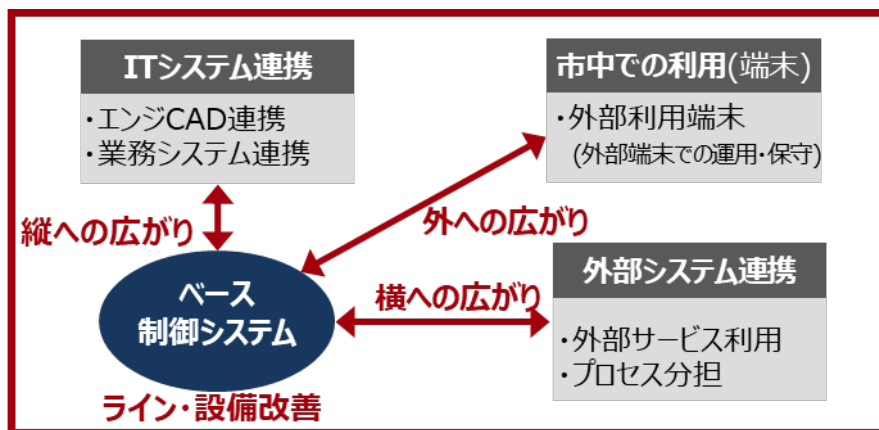 ITシステム連携
・エンジCAD連携
・業務システム連携
市中での利用(端末)
・外部利用端末
(外部端末での運用・保守)
縦への広がり
外への広がり
ベース
制御システム
横への広がり
外部システム連携
・外部サービス利用
・プロセス分担
ライン・設備改善